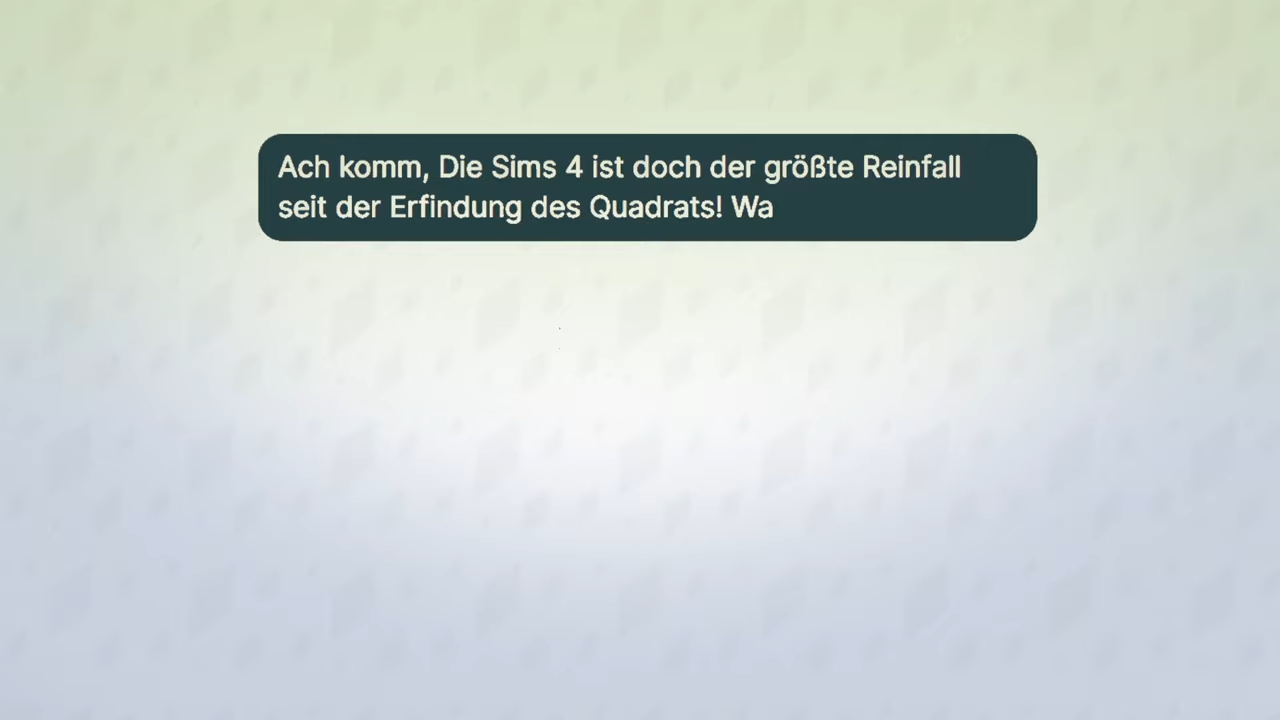 Ach komm, Die Sims 4 ist doch der größte Reinfall
seit der Erfindung des Quadrats! Wa